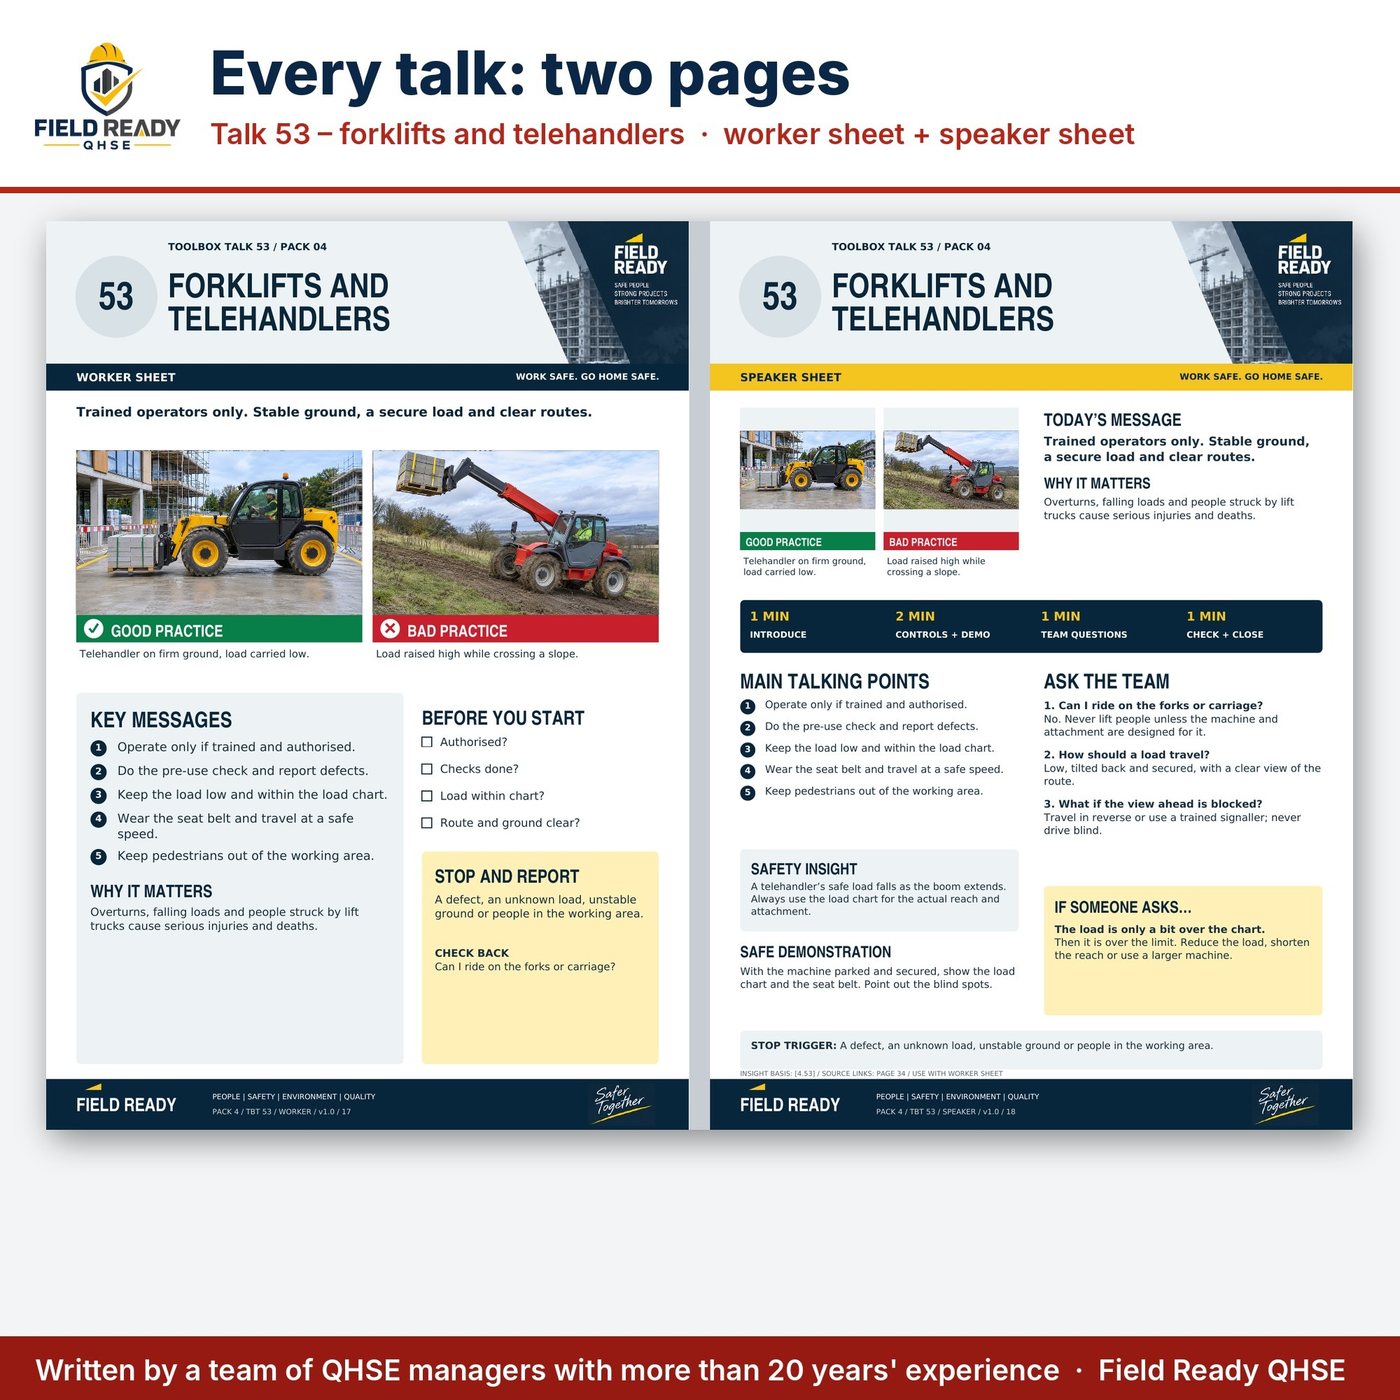 FIELD READY
QHSE
Every talk: two pages
Talk 53 – forklifts and telehandlers · worker sheet + speaker sheet
TOOLBOX TALK 53 / PACK 04
53
FORKLIFTS AND
TELEHANDLERS
FIELD
READY
SAFE PEOPLE
STRONG PROJECTS
BRIGHTER TOMORROWS
WORKER SHEET
WORK SAFE. GO HOME SAFE.
Trained operators only. Stable ground, a secure load and clear routes.
GOOD PRACTICE
BAD PRACTICE
Telehandler on firm ground, load carried low.
Load raised high while crossing a slope.
KEY MESSAGES
1 Operate only if trained and authorised.
2 Do the pre-use check and report defects.
3 Keep the load low and within the load chart.
4 Wear the seat belt and travel at a safe
speed.
5 Keep pedestrians out of the working area.
WHY IT MATTERS
Overturns, falling loads and people struck by lift
trucks cause serious injuries and deaths.
BEFORE YOU START
Authorised?
Checks done?
Load within chart?
Route and ground clear?
STOP AND REPORT
A defect, an unknown load, unstable
ground or people in the working area.
CHECK BACK
Can I ride on the forks or carriage?
FIELD READY
PEOPLE | SAFETY | ENVIRONMENT | QUALITY
PACK 4 / TBT 53 / WORKER / v1.0 / 17
Safer
Together
TOOLBOX TALK 53 / PACK 04
53
FORKLIFTS AND
TELEHANDLERS
FIELD
READY
SAFE PEOPLE
STRONG PROJECTS
BRIGHTER TOMORROWS
SPEAKER SHEET
WORK SAFE. GO HOME SAFE.
GOOD PRACTICE
BAD PRACTICE
Telehandler on firm ground,
load carried low.
Load raised high while
crossing a slope.
TODAY'S MESSAGE
Trained operators only. Stable ground,
a secure load and clear routes.
WHY IT MATTERS
Overturns, falling loads and people struck by lift
trucks cause serious injuries and deaths.
1 MIN
INTRODUCE
2 MIN
CONTROLS + DEMO
1 MIN
TEAM QUESTIONS
1 MIN
CHECK + CLOSE
MAIN TALKING POINTS
1 Operate only if trained and authorised.
2 Do the pre-use check and report defects.
3 Keep the load low and within the load chart.
4 Wear the seat belt and travel at a safe speed.
5 Keep pedestrians out of the working area.
SAFETY INSIGHT
A telehandler's safe load falls as the boom extends.
Always use the load chart for the actual reach and
attachment.
SAFE DEMONSTRATION
With the machine parked and secured, show the load
chart and the seat belt. Point out the blind spots.
ASK THE TEAM
1. Can I ride on the forks or carriage?
No. Never lift people unless the machine and
attachment are designed for it.
2. How should a load travel?
Low, tilted back and secured, with a clear view of the
route.
3. What if the view ahead is blocked?
Travel in reverse or use a trained signaller; never
drive blind.
IF SOMEONE ASKS...
The load is only a bit over the chart.
Then it is over the limit. Reduce the load, shorten
the reach or use a larger machine.
STOP TRIGGER: A defect, an unknown load, unstable ground or people in the working area.
INSIGHT BASIS: [4.53] / SOURCE LINKS: PAGE 34 / USE WITH WORKER SHEET
FIELD READY
PEOPLE | SAFETY | ENVIRONMENT | QUALITY
PACK 4 / TBT 53 / SPEAKER / v1.0 / 18
Safer
Together
Written by a team of QHSE managers with more than 20 years' experience · Field Ready QHSE